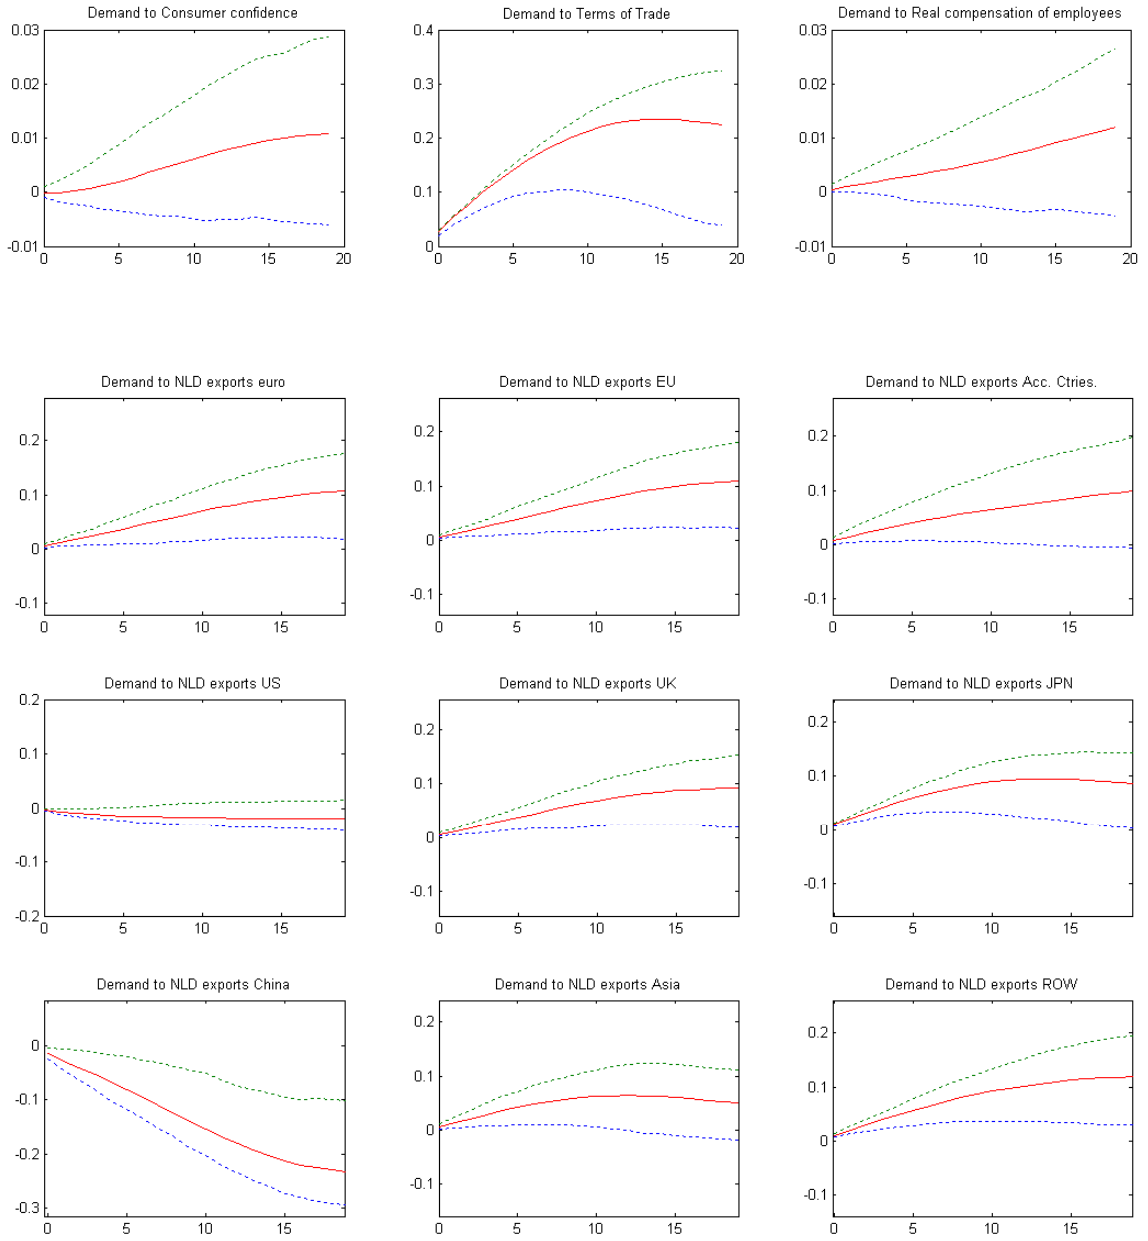 Demand to Consumer confidence
Demand to Terms of Trade
Demand to Real compensation of employees
0.03
0.02
0.01
0
-0.01
0 5 10 15 20
0.4
0.3
0.2
0.1
0
0 5 10 15 20
0.03
0.02
0.01
0
-0.01
0 5 10 15 20
Demand to NLD exports euro
Demand to NLD exports EU
Demand to NLD exports Acc. Ctries.
0.2
0.1
0
-0.1
0 5 10 15
0.2
0.1
0
-0.1
0 5 10 15
0.2
0.1
0
-0.1
0 5 10 15
Demand to NLD exports US
Demand to NLD exports UK
Demand to NLD exports JPN
0.2
0.1
0
-0.1
-0.2
0 5 10 15
0.2
0.1
0
-0.1
0 5 10 15
0.2
0.1
0
-0.1
0 5 10 15
Demand to NLD exports China
Demand to NLD exports Asia
Demand to NLD exports ROW
0
-0.1
-0.2
-0.3
0 5 10 15
0.2
0.1
0
-0.1
0 5 10 15
0.2
0.1
0
-0.1
0 5 10 15